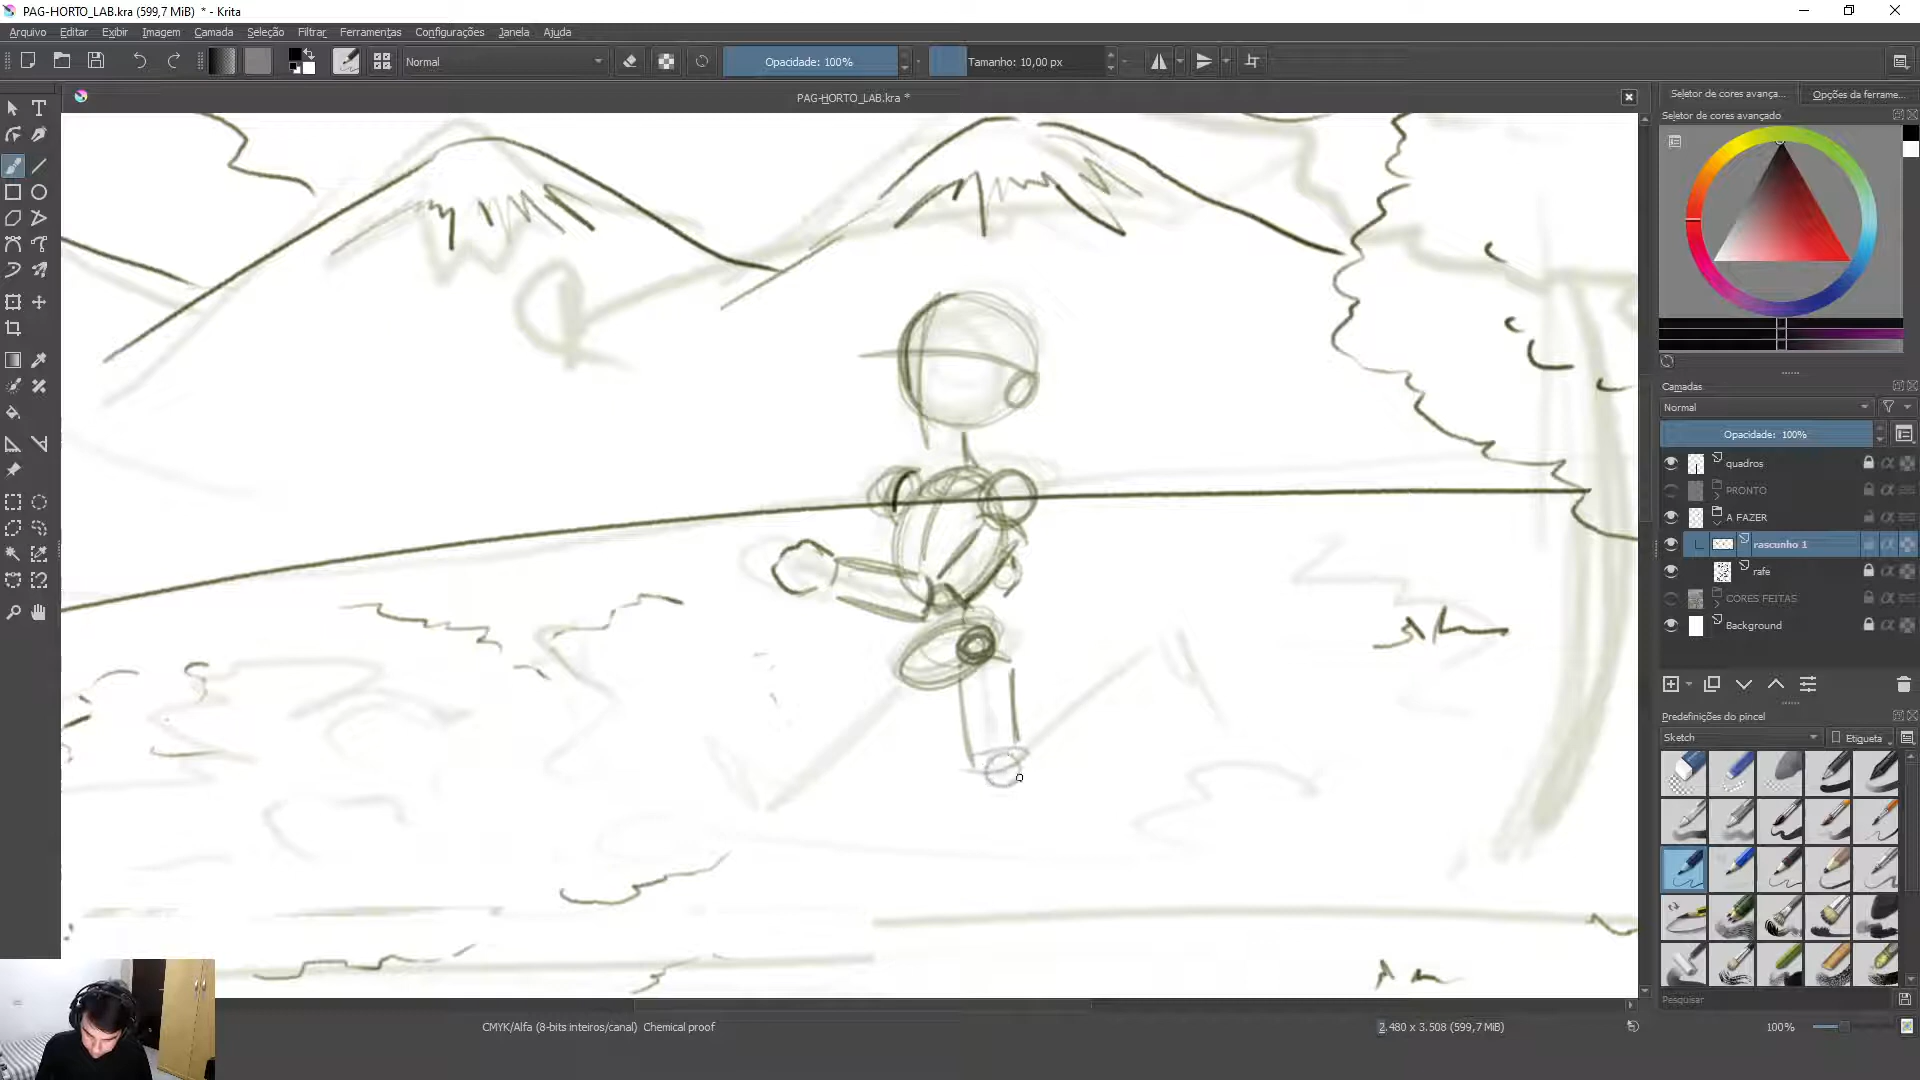 PAG-HORTO_LAB.kra (599,7 MiB) * - Krita
Arquivo Editar Exibir Imagem Camada Seleção Filtrar Ferramentas Configurações Janela Ajuda
Normal Opacidade: 100% Tamanho: 10,00 px
PAG-HORTO_LAB.kra *
Seletor de cores avança... Opções da ferrame...
Seletor de cores avançado
Camadas
Normal
Opacidade: 100%
quadros
PRONTO
A FAZER
rascunho 1
rafe
CORES FEITAS
Background
Predefinições do pincel
Sketch Etiqueta
Pesquisar
CMYK/Alfa (8-bits inteiros/canal) Chemical proof 2.480 x 3.508 (599,7 MiB) 100%